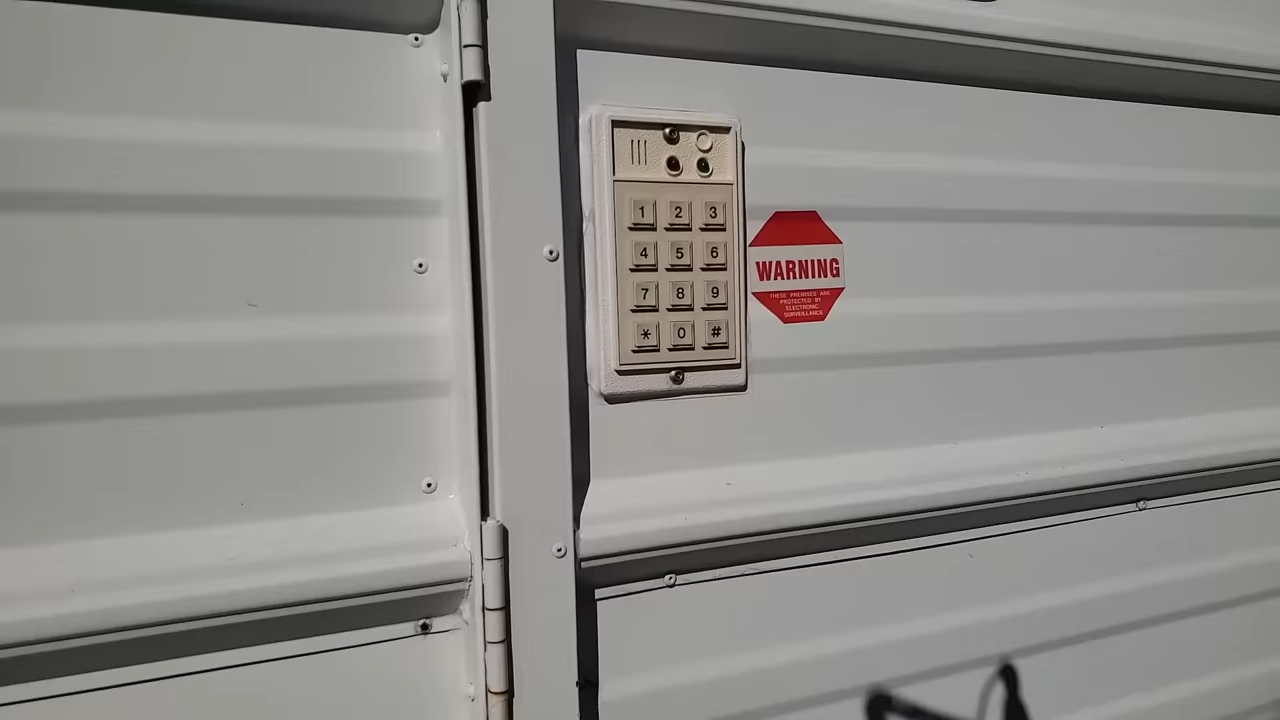 1 2 3
4 5 6
7 8 9
* 0 #
WARNING
THESE PREMISES ARE
PROTECTED BY
ELECTRONIC
SURVEILLANCE